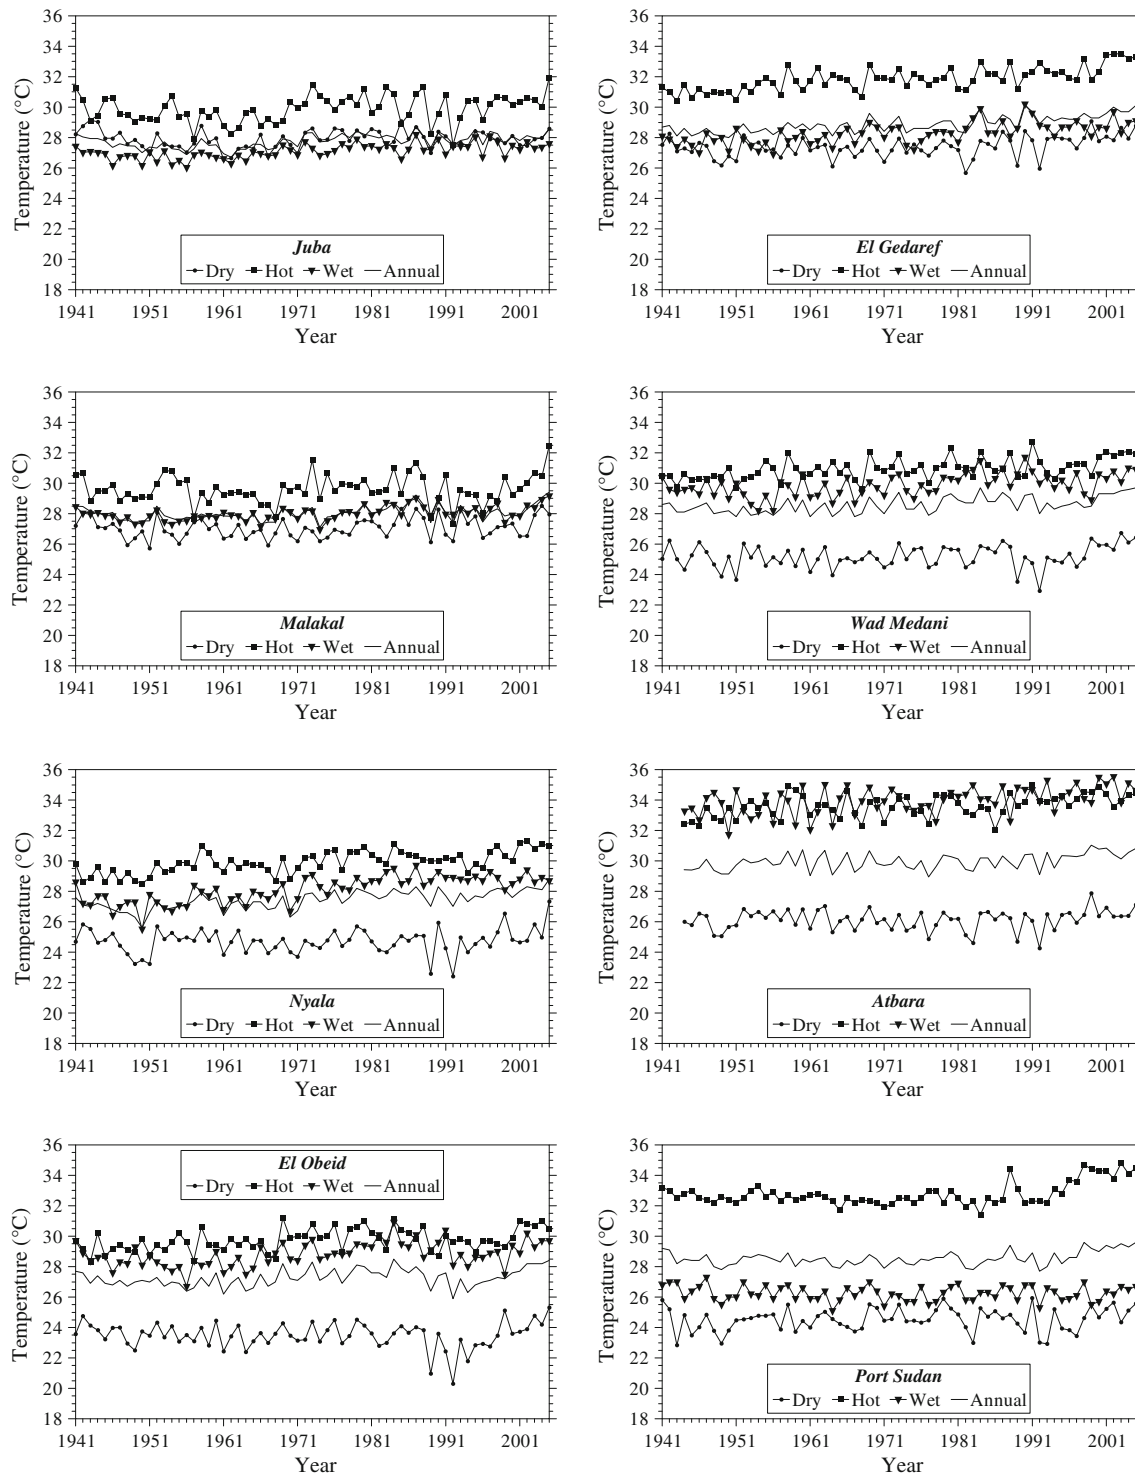 36
34
32
30
28
26
24
22
20
18
Temperature (°C)
Juba
Dry Hot Wet Annual
1941 1951 1961 1971 1981 1991 2001
Year
36
34
32
30
28
26
24
22
20
18
Temperature (°C)
El Gedaref
Dry Hot Wet Annual
1941 1951 1961 1971 1981 1991 2001
Year
36
34
32
30
28
26
24
22
20
18
Temperature (°C)
Malakal
Dry Hot Wet Annual
1941 1951 1961 1971 1981 1991 2001
Year
36
34
32
30
28
26
24
22
20
18
Temperature (°C)
Wad Medani
Dry Hot Wet Annual
1941 1951 1961 1971 1981 1991 2001
Year
36
34
32
30
28
26
24
22
20
18
Temperature (°C)
Nyala
Dry Hot Wet Annual
1941 1951 1961 1971 1981 1991 2001
Year
36
34
32
30
28
26
24
22
20
18
Temperature (°C)
Atbara
Dry Hot Wet Annual
1941 1951 1961 1971 1981 1991 2001
Year
36
34
32
30
28
26
24
22
20
18
Temperature (°C)
El Obeid
Dry Hot Wet Annual
1941 1951 1961 1971 1981 1991 2001
Year
36
34
32
30
28
26
24
22
20
18
Temperature (°C)
Port Sudan
Dry Hot Wet Annual
1941 1951 1961 1971 1981 1991 2001
Year